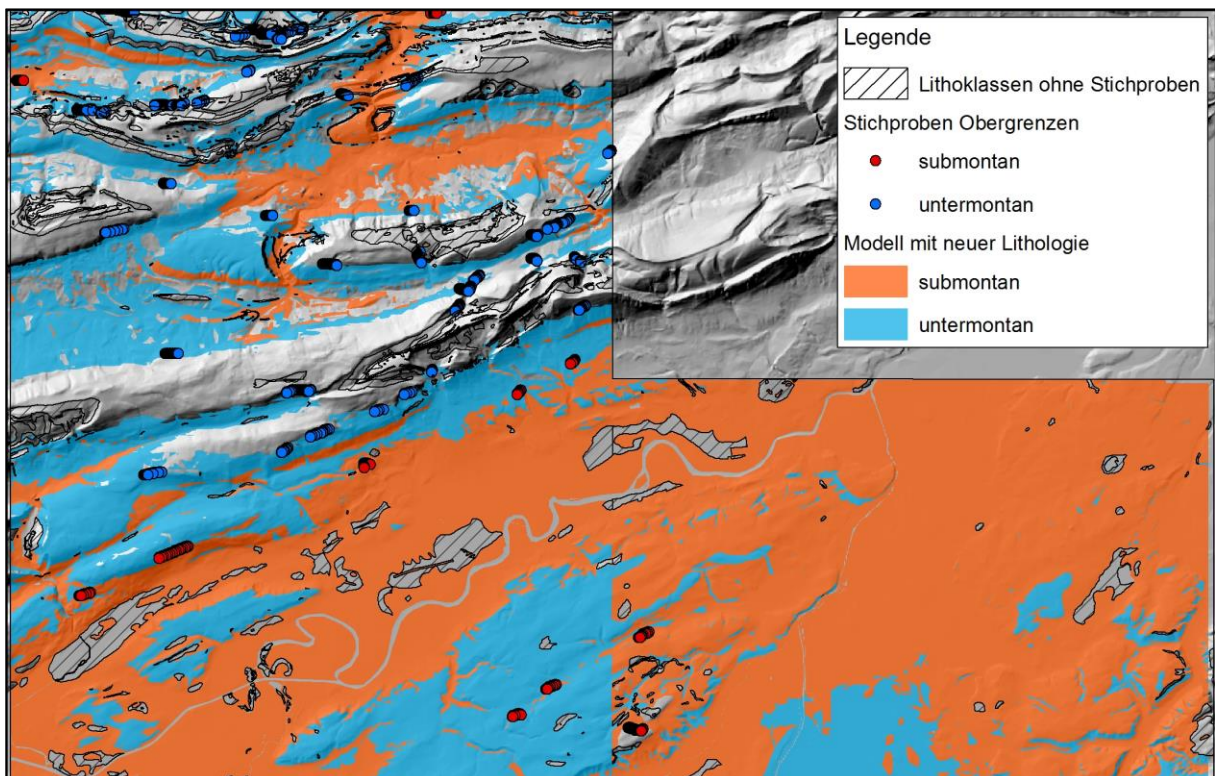 Legende
Lithoklassen ohne Stichproben
Stichproben Obergrenzen
submontan
untermontan
Modell mit neuer Lithologie
submontan
untermontan